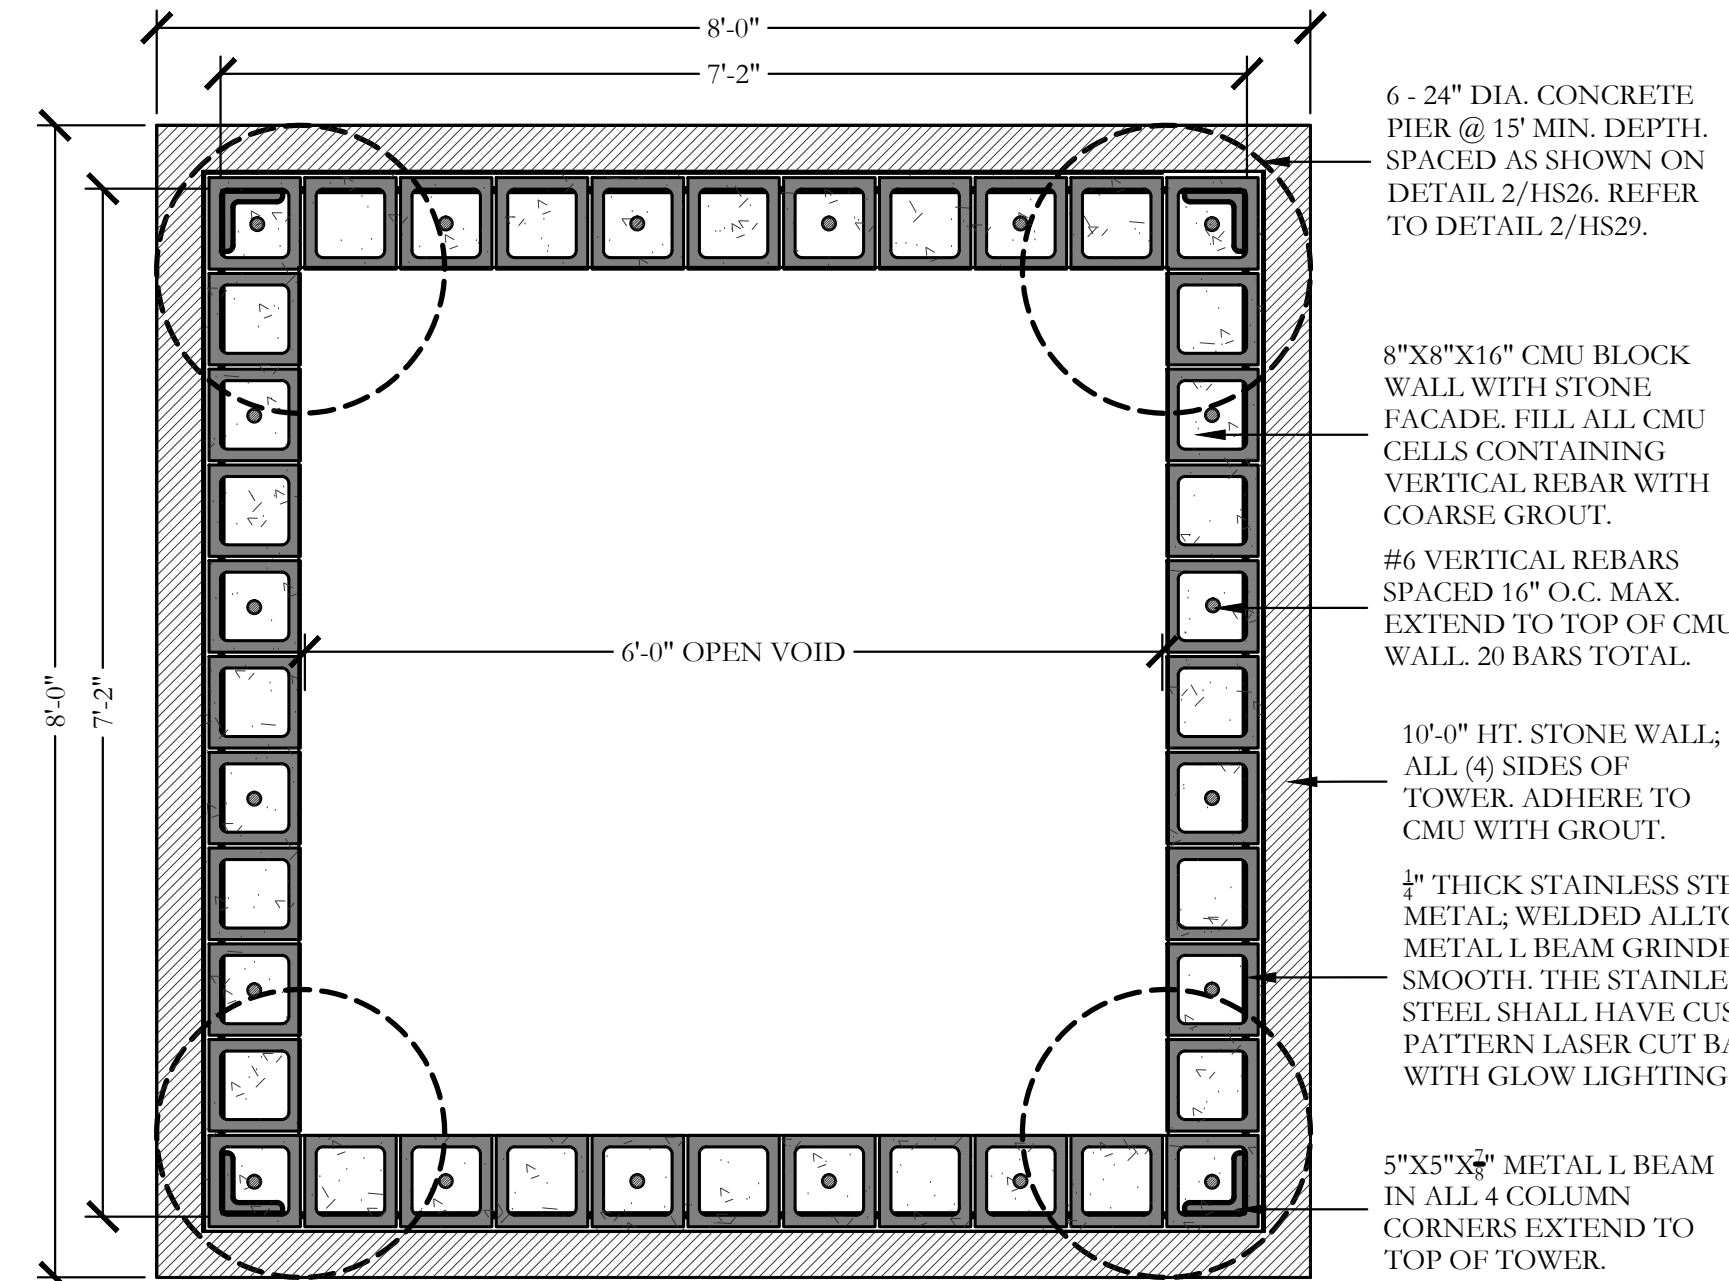 8'-0"
7'-2"
6 - 24" DIA. CONCRETE
PIER @ 15' MIN. DEPTH.
SPACED AS SHOWN ON
DETAIL 2/HS26. REFER
TO DETAIL 2/HS29.
8"X8"X16" CMU BLOCK
WALL WITH STONE
FACADE. FILL ALL CMU
CELLS CONTAINING
VERTICAL REBAR WITH
COARSE GROUT.
#6 VERTICAL REBARS
SPACED 16" O.C. MAX.
EXTEND TO TOP OF CMU
WALL. 20 BARS TOTAL.
6'-0" OPEN VOID
8'-0"
7'-2"
10'-0" HT. STONE WALL;
ALL (4) SIDES OF
TOWER. ADHERE TO
CMU WITH GROUT.
1/4" THICK STAINLESS
METAL; WELDED
METAL L BEAM
SMOOTH. THE
STEEL SHALL HAVE
PATTERN LASER CUT
WITH GLOW LIGHTING
5"X5"X7/8" METAL L BEAM
IN ALL 4 COLUMN
CORNERS EXTEND TO
TOP OF TOWER.